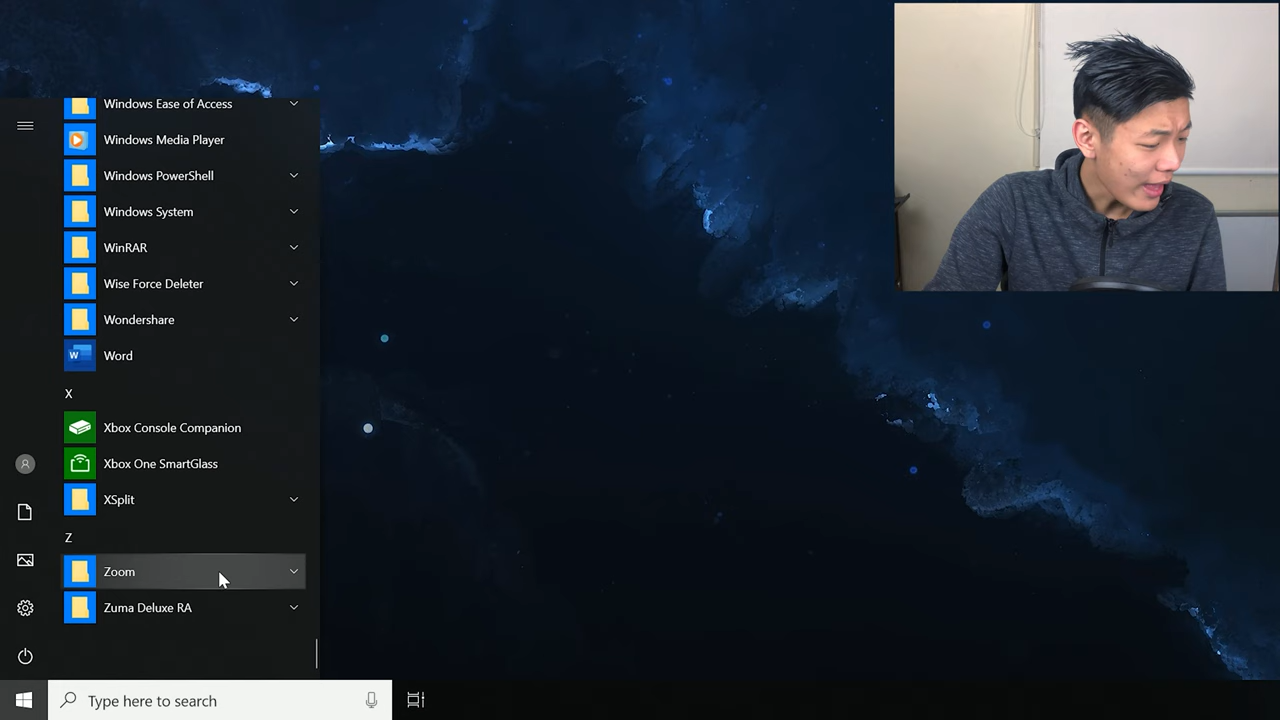 Windows Ease of Access
Windows Media Player
Windows PowerShell
Windows System
WinRAR
Wise Force Deleter
Wondershare
W
Word
X
Xbox Console Companion
Xbox One SmartGlass
XSplit
Z
Zoom
Zuma Deluxe RA
Type here to search